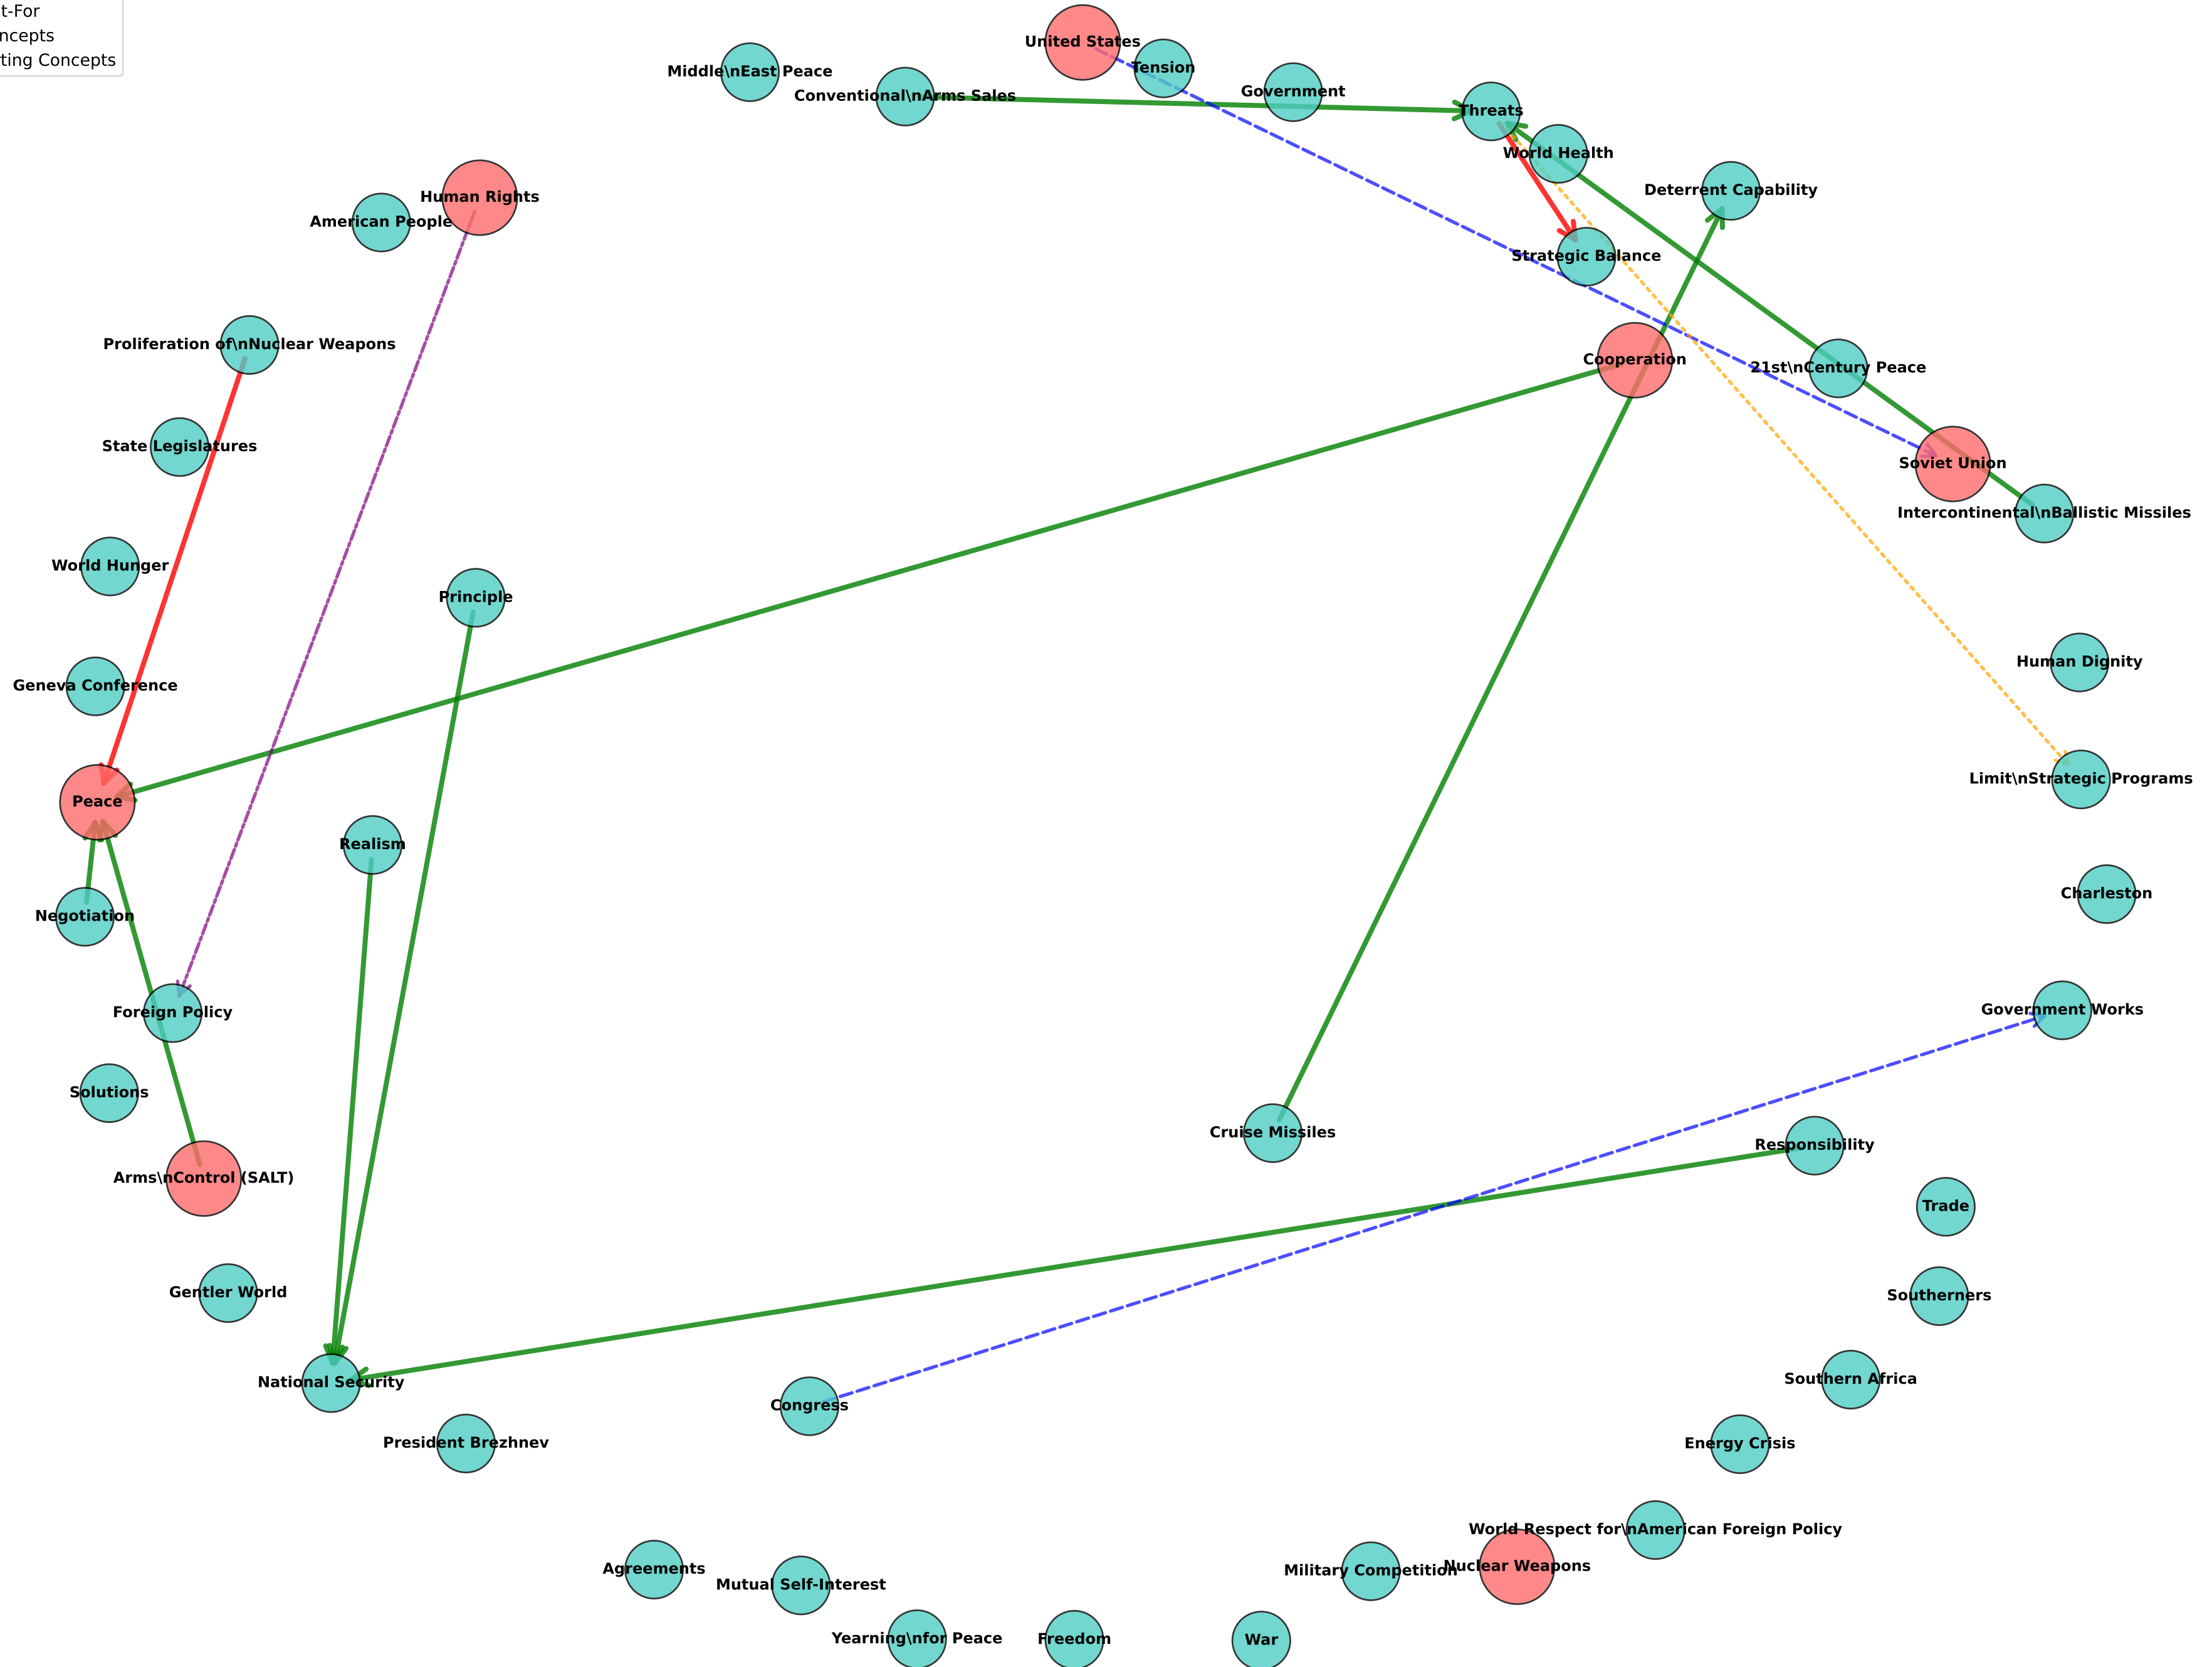 t-For
ncepts
ting Concepts
United States
Tension
Middle\nEast Peace
Government
Conventional\nArms Sales
Threats
World Health
Deterrent Capability
Human Rights
American People
Strategic Balance
Proliferation of\nNuclear Weapons
Cooperation
21st\nCentury Peace
State Legislatures
Soviet Union
Intercontinental\nBallistic Missiles
World Hunger
Principle
Human Dignity
Geneva Conference
Limit\nStrategic Programs
Peace
Realism
Charleston
Negotiation
Government Works
Foreign Policy
Solutions
Cruise Missiles
Responsibility
Arms\nControl (SALT)
Trade
Gentler World
Southerners
Southern Africa
National Security
Congress
President Brezhnev
Energy Crisis
World Respect for\nAmerican Foreign Policy
Nuclear Weapons
Agreements
Military Competition
Mutual Self-Interest
Yearning\nfor Peace
Freedom
War